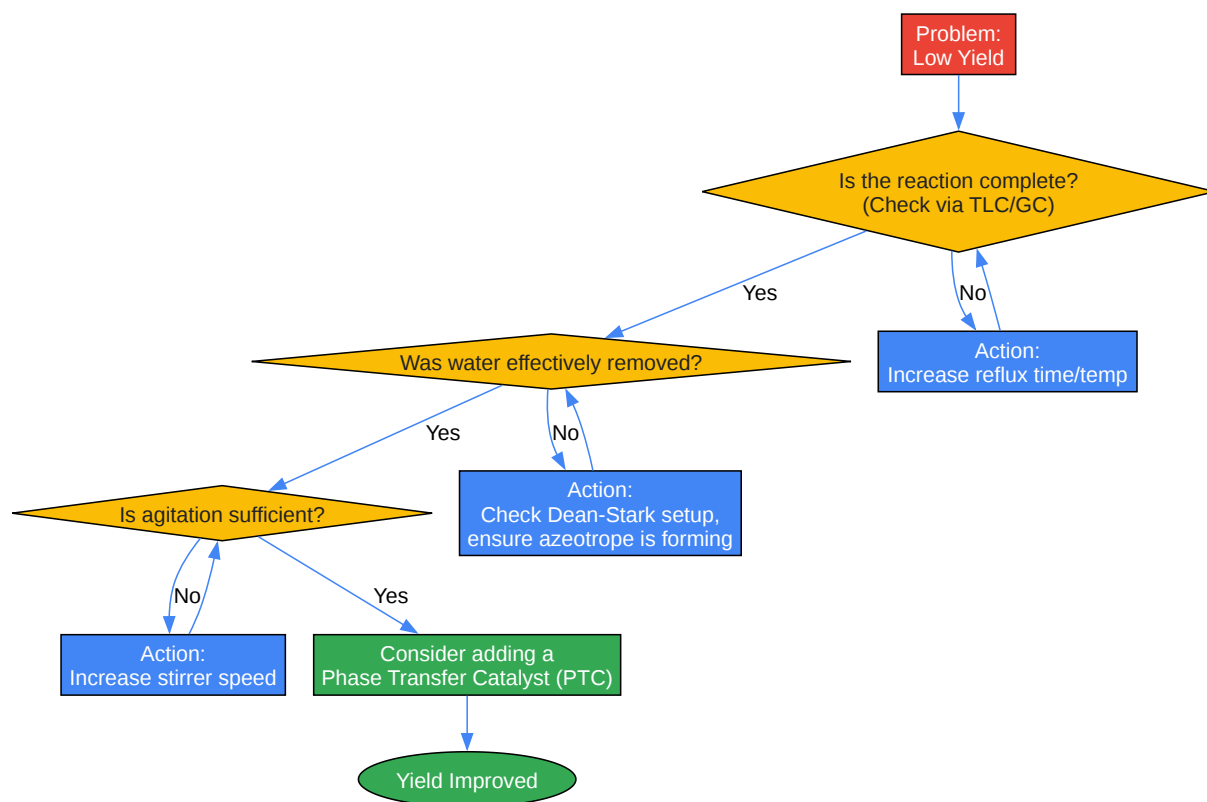 Problem:
Low Yield
Is the reaction complete?
(Check via TLC/GC)
Yes
No
Was water effectively removed?
Action:
Increase reflux time/temp
Yes
No
Is agitation sufficient?
Action:
Check Dean-Stark setup,
ensure azeotrope is forming
No
Yes
Action:
Increase stirrer speed
Consider adding a
Phase Transfer Catalyst (PTC)
Yield Improved